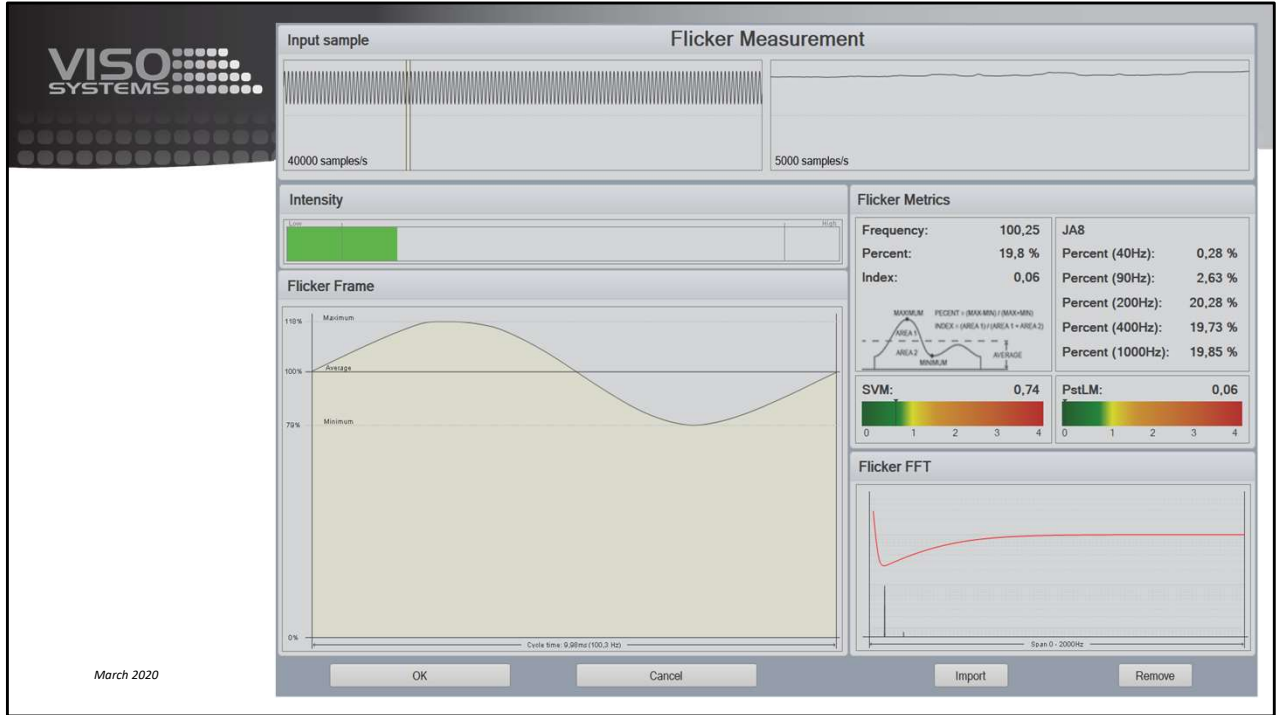 VISO
SYSTEMS
Flicker Measurement
Input sample
40000 samples/s
5000 samples/s
Intensity
Low
High
Flicker Frame
110%
Maximum
100%
Average
79%
Minimum
0%
Cycle time: 9,98ms (100,3 Hz)
Flicker Metrics
Frequency: 100,25
Percent: 19,8 %
Index: 0,06
MAXIMUM
PECENT = (MAX-MIN) / (MAX+MIN)
INDEX = (AREA 1) / (AREA 1 + AREA 2)
AREA 1
AREA 2
MINIMUM
AVERAGE
JA8
Percent (40Hz): 0,28 %
Percent (90Hz): 2,63 %
Percent (200Hz): 20,28 %
Percent (400Hz): 19,73 %
Percent (1000Hz): 19,85 %
SVM: 0,74
0 1 2 3 4
PstLM: 0,06
0 1 2 3 4
Flicker FFT
Span 0 - 2000Hz
OK
Cancel
Import
Remove
March 2020